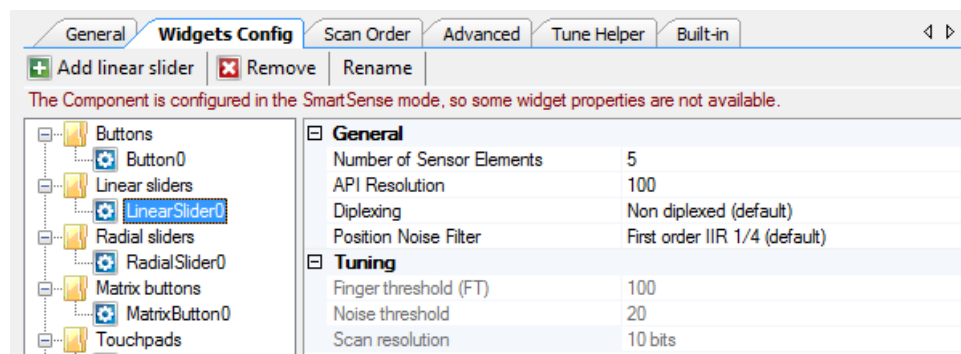 General Widgets Config Scan Order Advanced Tune Helper Built-in
Add linear slider Remove Rename
The Component is configured in the SmartSense mode, so some widget properties are not available.
Buttons
Button0
Linear sliders
LinearSlider0
Radial sliders
RadialSlider0
Matrix buttons
MatrixButton0
Touchpads
General
Number of Sensor Elements 5
API Resolution 100
Diplexing Non diplexed (default)
Position Noise Filter First order IIR 1/4 (default)
Tuning
Finger threshold (FT) 100
Noise threshold 20
Scan resolution 10 bits